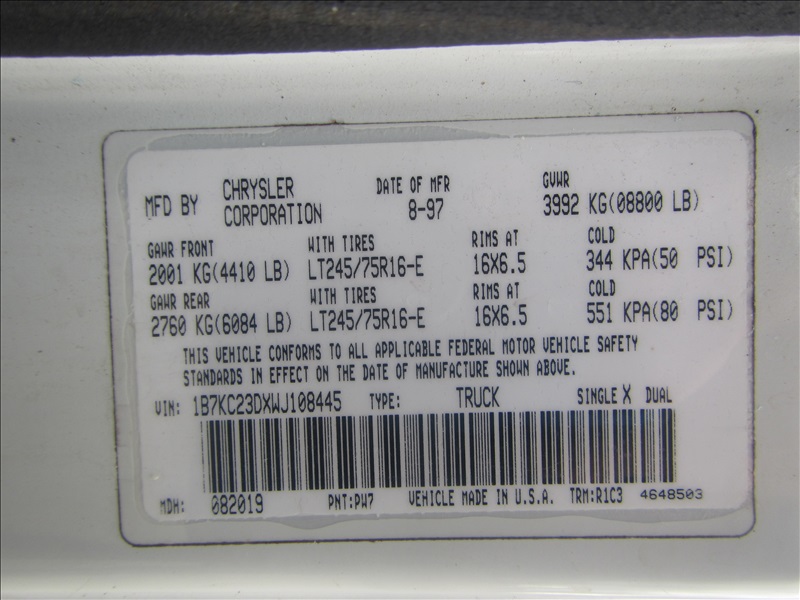 MFD BY CHRYSLER CORPORATION DATE OF MFR 8-97 GVWR 3992 KG(08800 LB)
GAWR FRONT WITH TIRES RIMS AT COLD
2001 KG(4410 LB) LT245/75R16-E 16X6.5 344 KPA(50 PSI)
GAWR REAR WITH TIRES RIMS AT COLD
2760 KG(6084 LB) LT245/75R16-E 16X6.5 551 KPA(80 PSI)
THIS VEHICLE CONFORMS TO ALL APPLICABLE FEDERAL MOTOR VEHICLE SAFETY
STANDARDS IN EFFECT ON THE DATE OF MANUFACTURE SHOWN ABOVE.
VIN: 1B7KC23DXWJ108445 TYPE: TRUCK SINGLE X DUAL
MDH: 082019 PNT:PW7 VEHICLE MADE IN U.S.A. TRM:R1C3 4648503